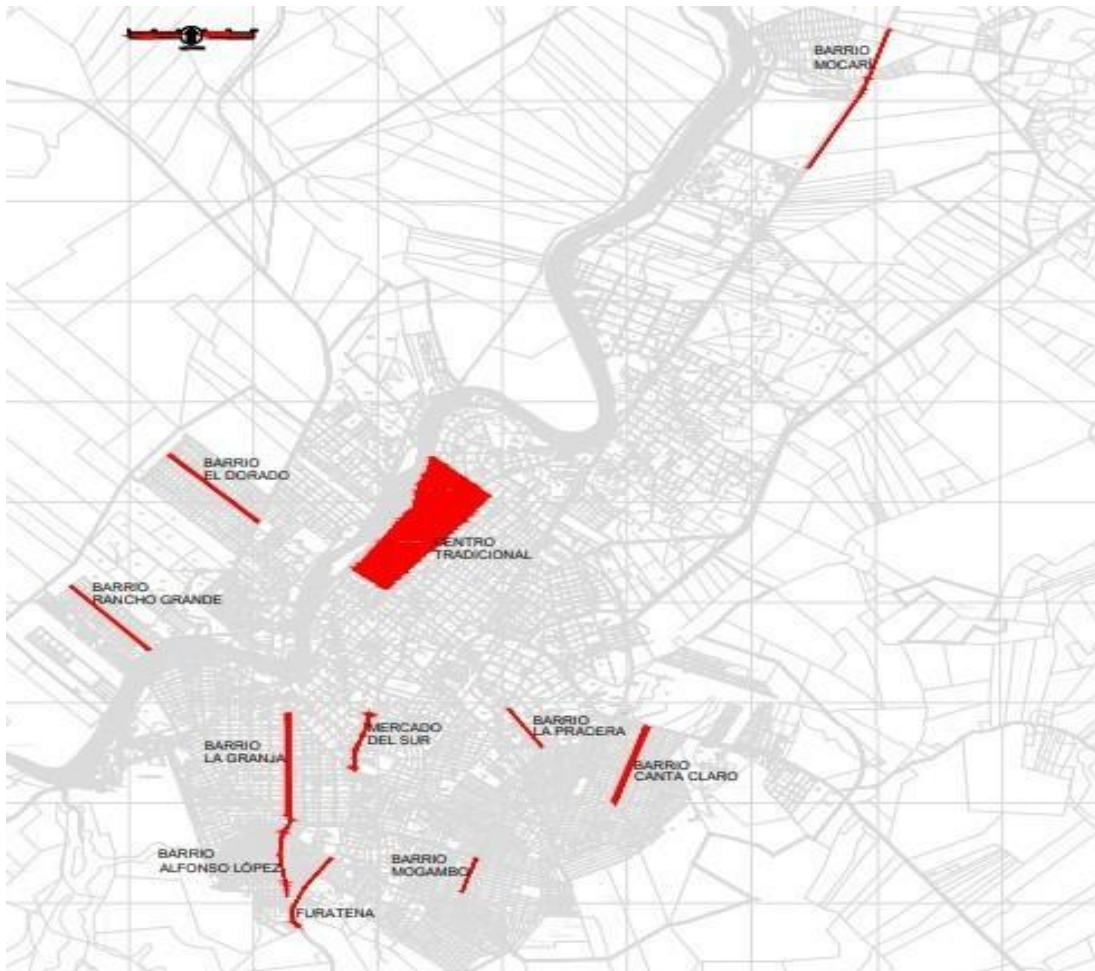 BARRIO
MOCARÍ
BARRIO
EL DORADO
CENTRO
TRADICIONAL
BARRIO
RANCHO GRANDE
MERCADO
DEL SUR
BARRIO
LA PRADERA
BARRIO
LA GRANJA
BARRIO
CANTA CLARO
BARRIO
ALFONSO LÓPEZ
BARRIO
MOGAMBO
FURATENA